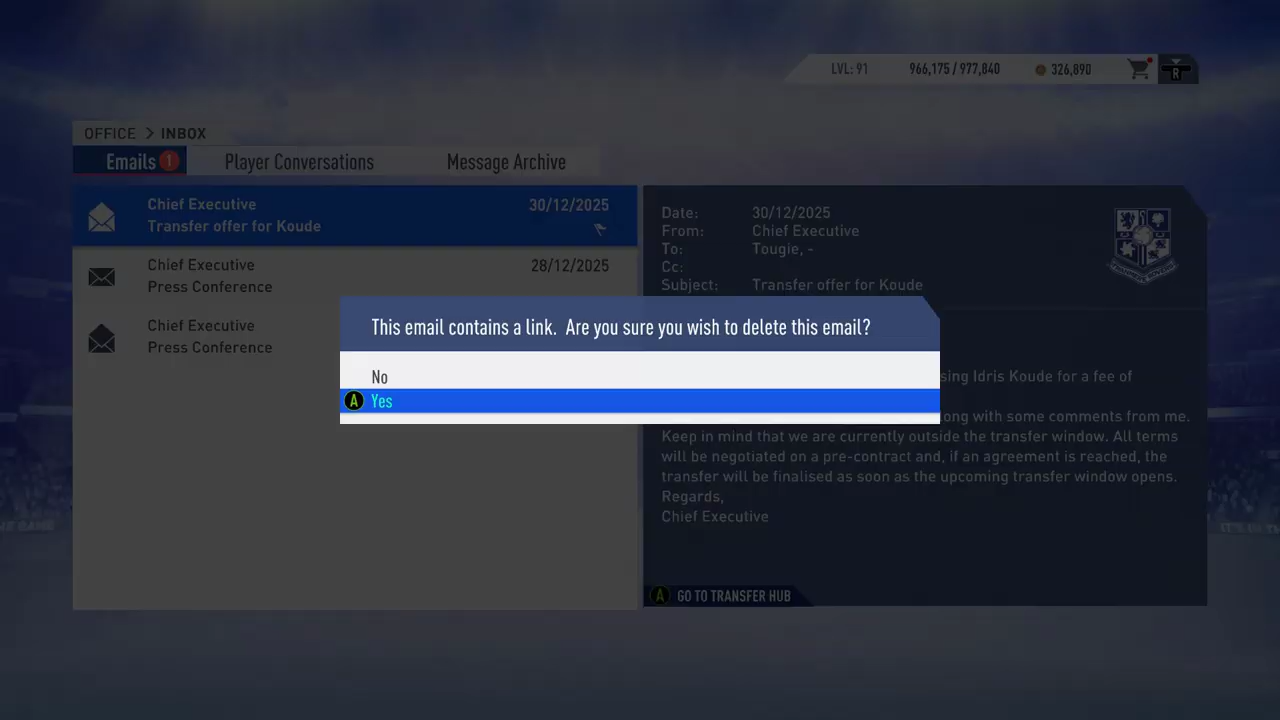 LVL: 91 966,175 / 977,840 326,890
R
OFFICE > INBOX
Emails 1 Player Conversations Message Archive
Chief Executive 30/12/2025
Transfer offer for Koude
Chief Executive 28/12/2025
Press Conference
Chief Executive
Press Conference
Date: 30/12/2025
From: Chief Executive
To: Tougie, -
Cc:
Subject: Transfer offer for Koude
TRANMERE ROVERS
This email contains a link. Are you sure you wish to delete this email?
No
A Yes
sing Idris Koude for a fee of
ong with some comments from me.
Keep in mind that we are currently outside the transfer window. All terms
will be negotiated on a pre-contract and, if an agreement is reached, the
transfer will be finalised as soon as the upcoming transfer window opens.
Regards,
Chief Executive
A GO TO TRANSFER HUB